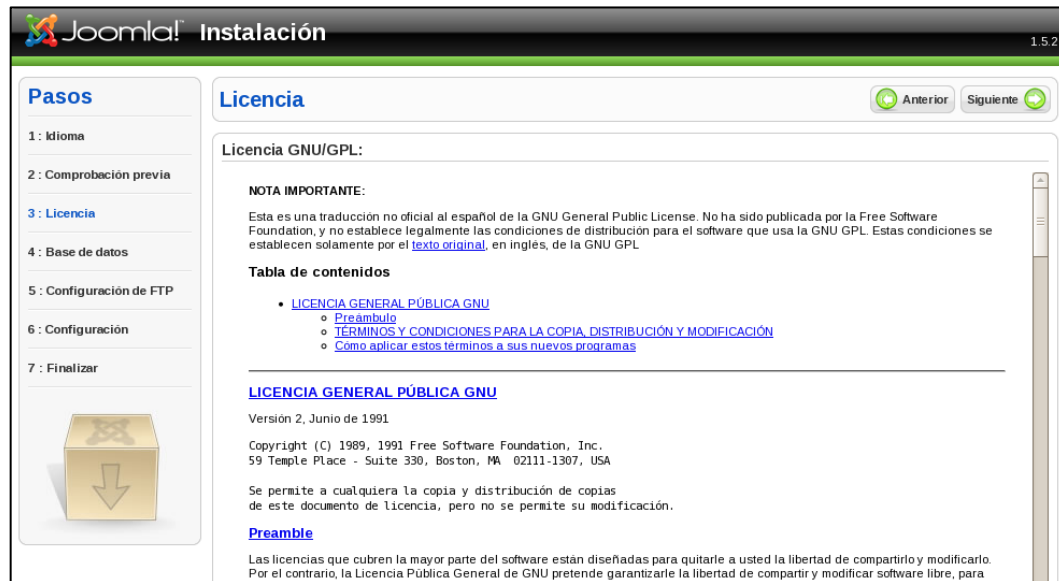 Joomla! Instalación
1.5.2
Pasos
1 : Idioma
2 : Comprobación previa
3 : Licencia
4 : Base de datos
5 : Configuración de FTP
6 : Configuración
7 : Finalizar
Licencia
Anterior
Siguiente
Licencia GNU/GPL:
NOTA IMPORTANTE:
Esta es una traducción no oficial al español de la GNU General Public License. No ha sido publicada por la Free Software
Foundation, y no establece legalmente las condiciones de distribución para el software que usa la GNU GPL. Estas condiciones se
establecen solamente por el texto original, en inglés, de la GNU GPL
Tabla de contenidos
LICENCIA GENERAL PÚBLICA GNU
Preámbulo
TÉRMINOS Y CONDICIONES PARA LA COPIA, DISTRIBUCIÓN Y MODIFICACIÓN
Cómo aplicar estos términos a sus nuevos programas
LICENCIA GENERAL PÚBLICA GNU
Versión 2, Junio de 1991
Copyright (C) 1989, 1991 Free Software Foundation, Inc.
59 Temple Place - Suite 330, Boston, MA 02111-1307, USA
Se permite a cualquiera la copia y distribución de copias
de este documento de licencia, pero no se permite su modificación.
Preamble
Las licencias que cubren la mayor parte del software están diseñadas para quitarle a usted la libertad de compartirlo y modificarlo.
Por el contrario, la Licencia Pública General de GNU pretende garantizarle la libertad de compartir y modificar software libre, para